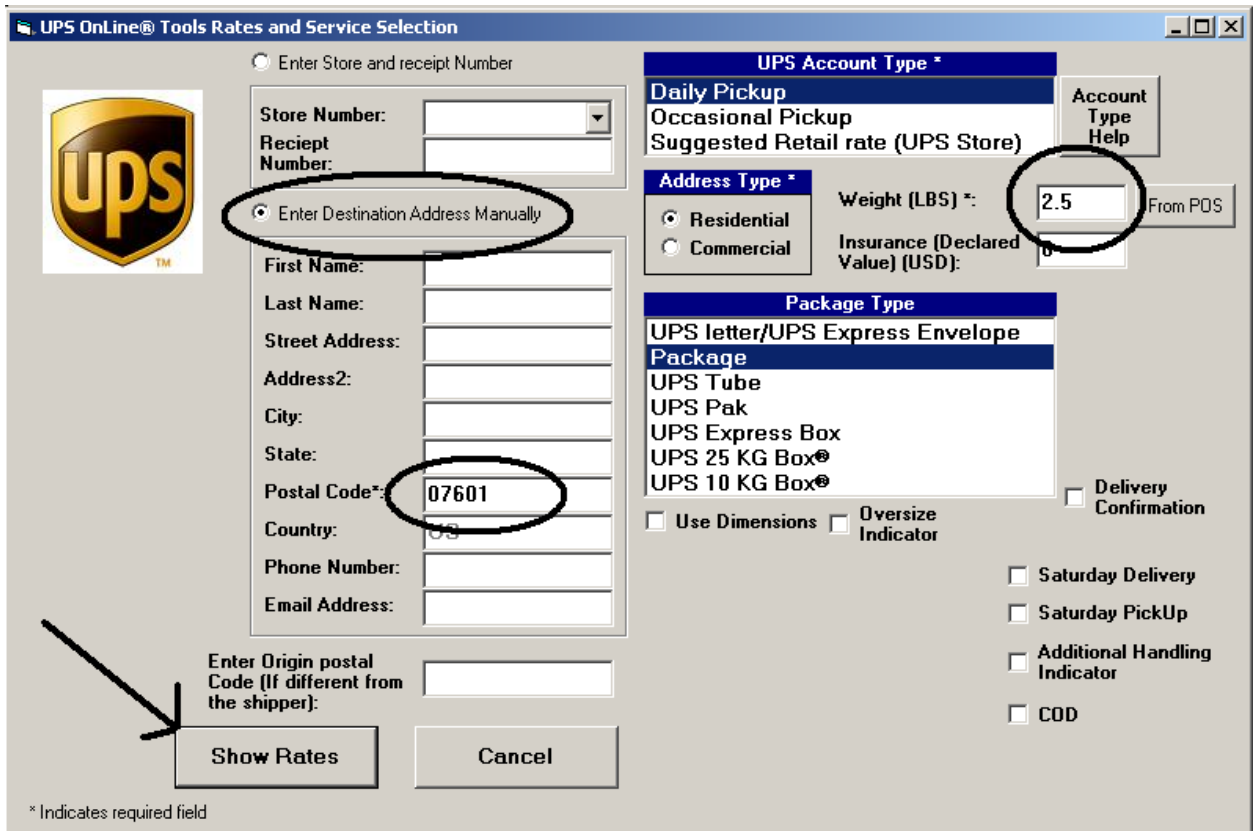 UPS OnLine® Tools Rates and Service Selection
Enter Store and receipt Number
Store Number:
Reciept
Number:
ups
TM
Enter Destination Address Manually
First Name:
Last Name:
Street Address:
Address2:
City:
State:
Postal Code*:
07601
Country:
US
Phone Number:
Email Address:
Enter Origin postal
Code (If different from
the shipper):
Show Rates
Cancel
* Indicates required field
UPS Account Type *
Daily Pickup
Occasional Pickup
Suggested Retail rate (UPS Store)
Account
Type
Help
Address Type *
Residential
Commercial
Weight (LBS) *:
2.5
From POS
Insurance (Declared
Value) (USD):
0
Package Type
UPS letter/UPS Express Envelope
Package
UPS Tube
UPS Pak
UPS Express Box
UPS 25 KG Box®
UPS 10 KG Box®
Use Dimensions
Oversize
Indicator
Delivery
Confirmation
Saturday Delivery
Saturday PickUp
Additional Handling
Indicator
COD